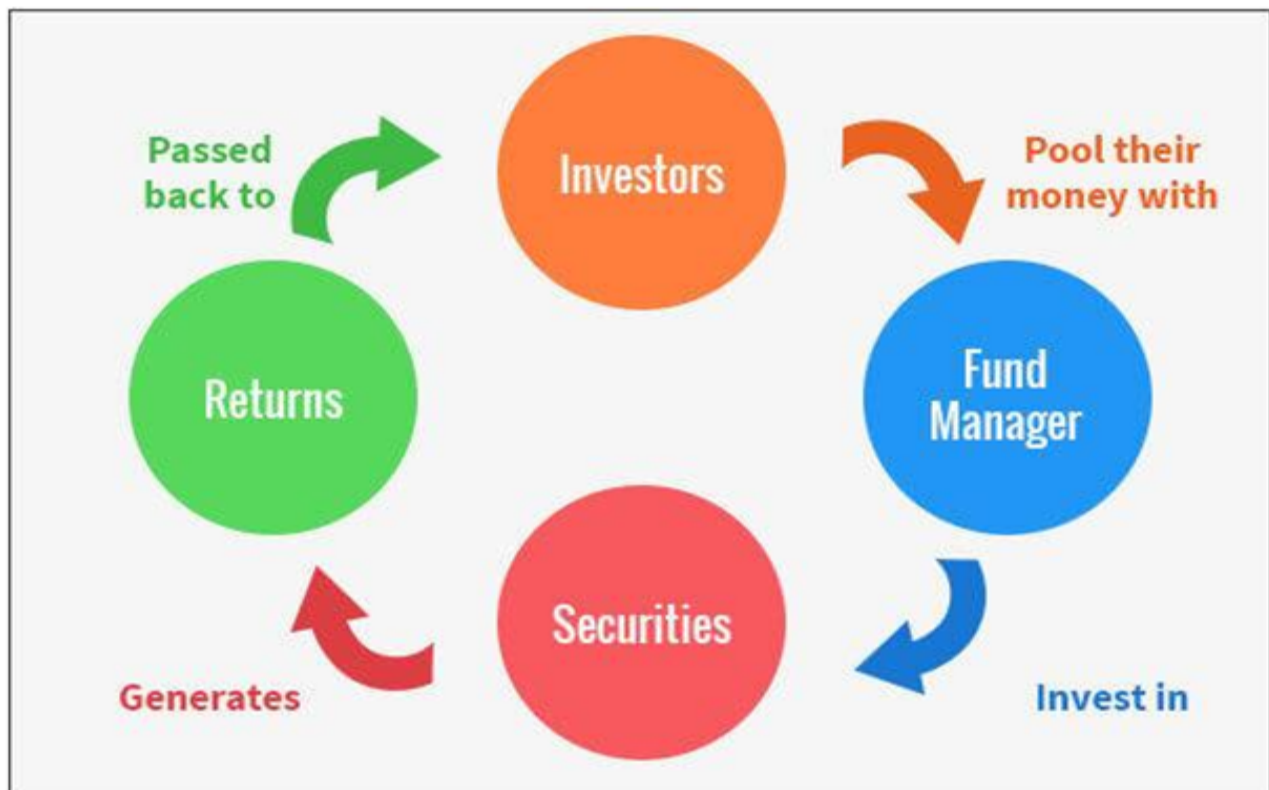 Investors
Pool their
money with
Fund
Manager
Invest in
Securities
Generates
Returns
Passed
back to